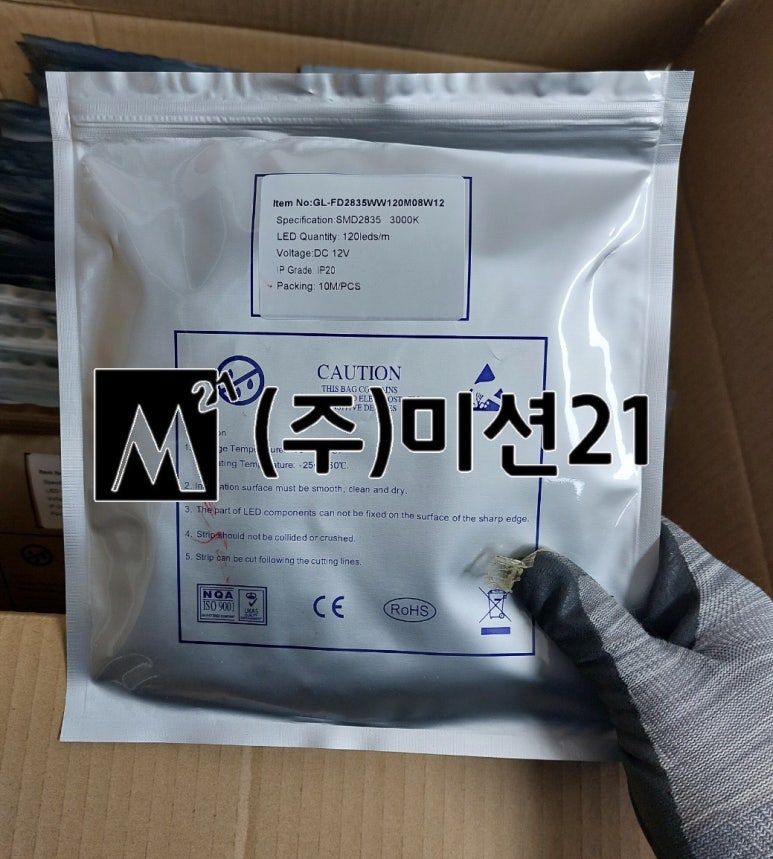 Item No:GL-FD2835WW120M08W12
Specification:SMD2835 3000K
LED Quantity: 120leds/m
Voltage:DC 12V
IP Grade: IP20
Packing: 10M/PCS
CAUTION
THIS BAG
M21 (주)미션21
2. surface must be smooth, clean and dry.
3. The part of LED components can not be fixed on the surface of the sharp edge.
4. Strip should not be collided or crushed.
5. Strip can be cut following the cutting lines.
NQA
ISO 9001
UKAS
CE
RoHS